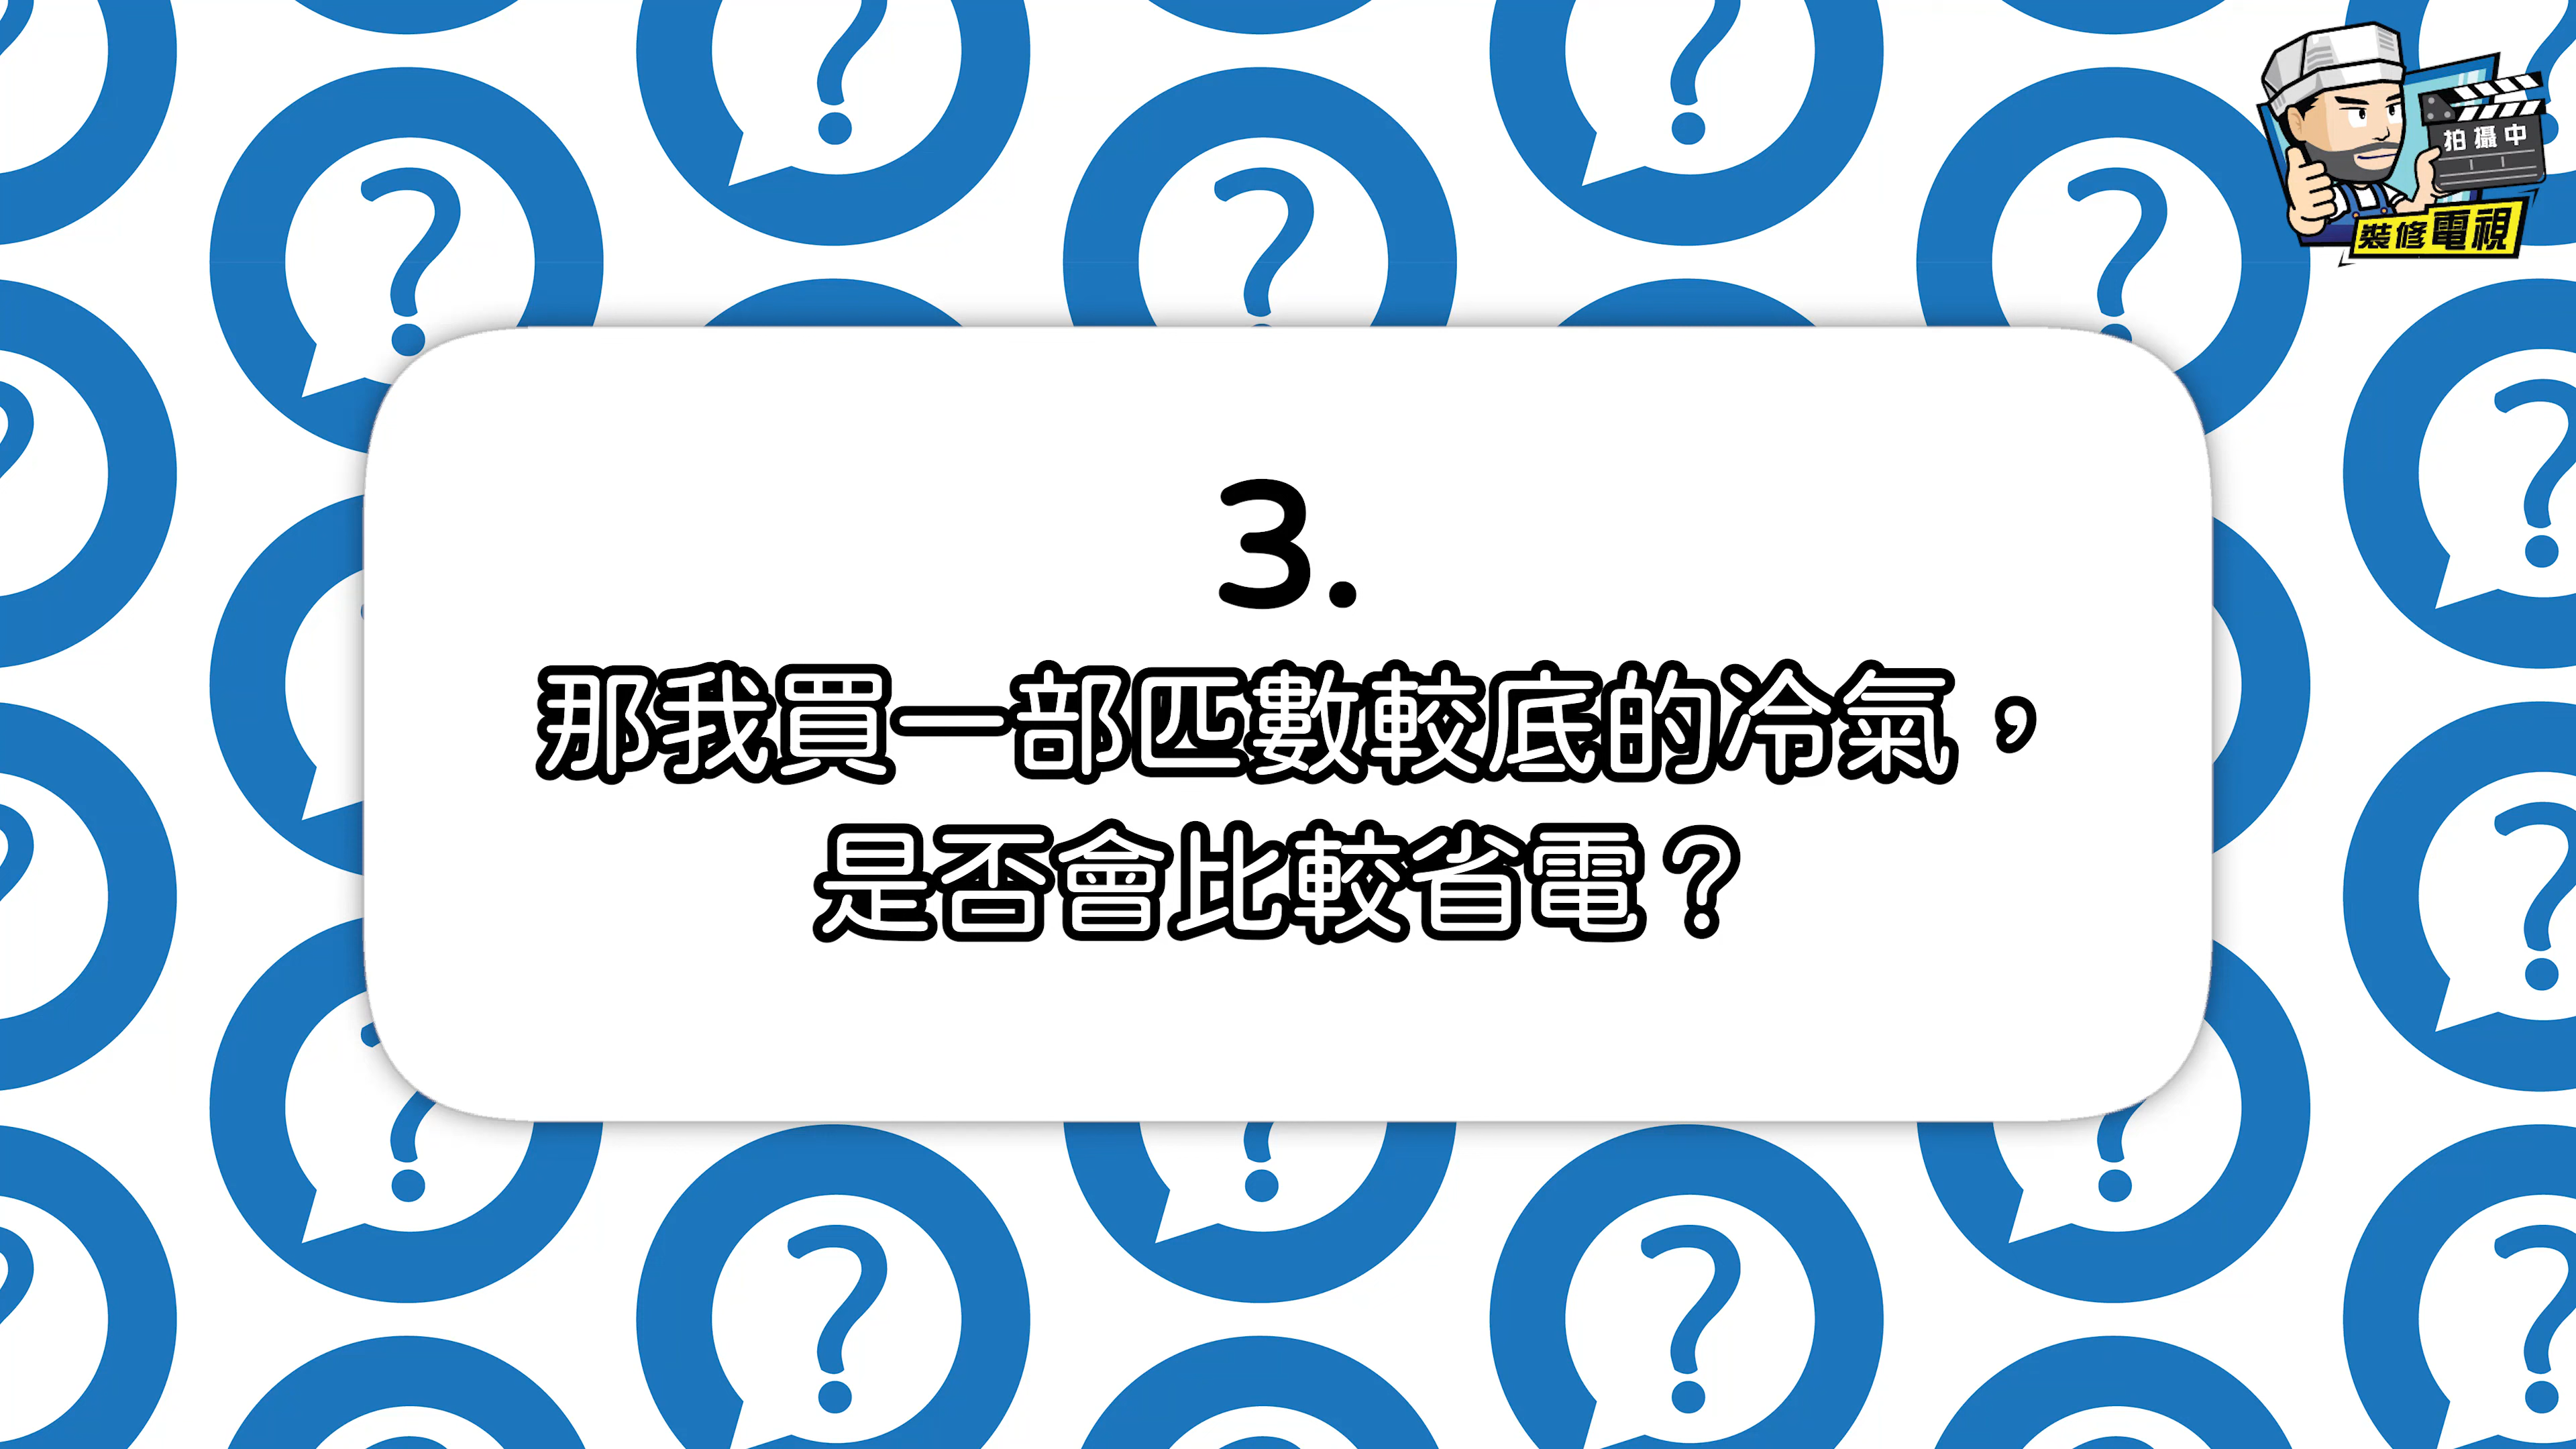 拍攝中
裝修電視
3.
那我買一部匹數較底的冷氣，
是否會比較省電？